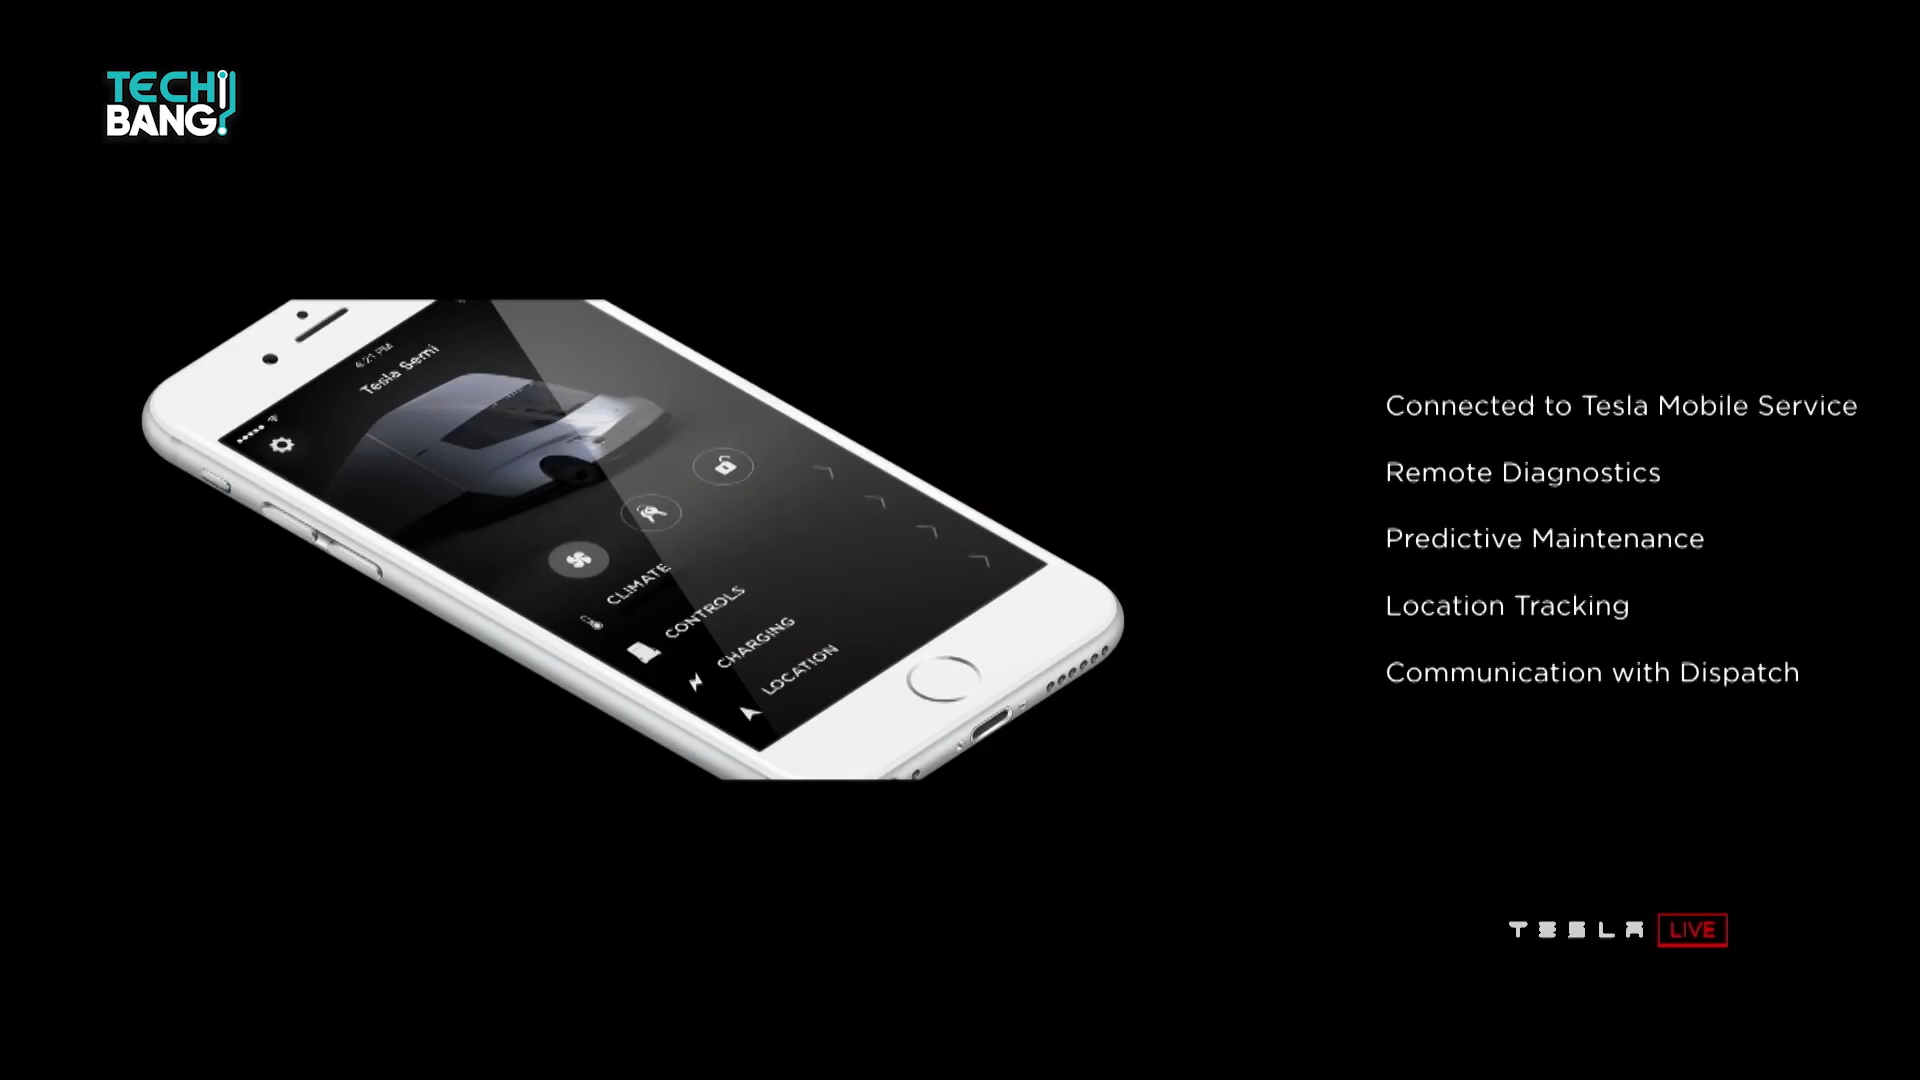 TECH
BANG!
4:21 PM
Tesla Semi
CLIMATE
CONTROLS
CHARGING
LOCATION
Connected to Tesla Mobile Service
Remote Diagnostics
Predictive Maintenance
Location Tracking
Communication with Dispatch
TESLA LIVE